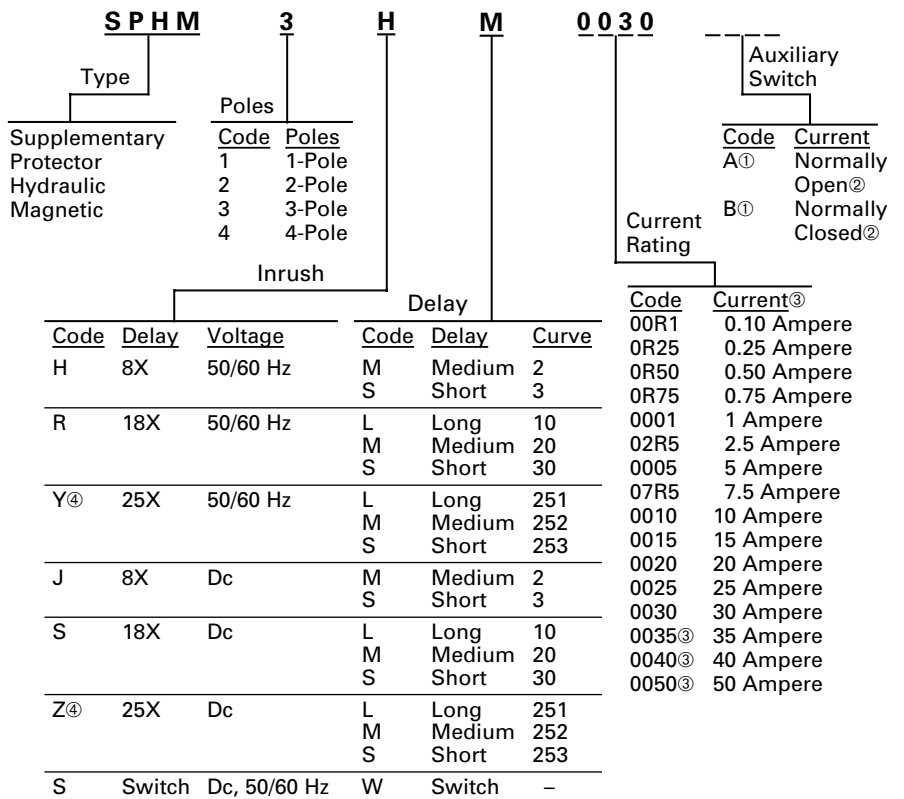 SPHM 3 H M 0030 _ _ _ _
Type
Supplementary
Protector
Hydraulic
Magnetic
Poles
Code Poles
1 1-Pole
2 2-Pole
3 3-Pole
4 4-Pole
Auxiliary
Switch
Code Current
A① Normally
Open②
B① Normally
Closed②
Inrush
Code Delay Voltage
H 8X 50/60 Hz
R 18X 50/60 Hz
Y④ 25X 50/60 Hz
J 8X Dc
S 18X Dc
Z④ 25X Dc
S Switch Dc, 50/60 Hz
Delay
Code Delay Curve
M Medium 2
S Short 3
L Long 10
M Medium 20
S Short 30
L Long 251
M Medium 252
S Short 253
M Medium 2
S Short 3
L Long 10
M Medium 20
S Short 30
L Long 251
M Medium 252
S Short 253
W Switch –
Current
Rating
Code Current③
00R1 0.10 Ampere
0R25 0.25 Ampere
0R50 0.50 Ampere
0R75 0.75 Ampere
0001 1 Ampere
02R5 2.5 Ampere
0005 5 Ampere
07R5 7.5 Ampere
0010 10 Ampere
0015 15 Ampere
0020 20 Ampere
0025 25 Ampere
0030 30 Ampere
0035③ 35 Ampere
0040③ 40 Ampere
0050③ 50 Ampere